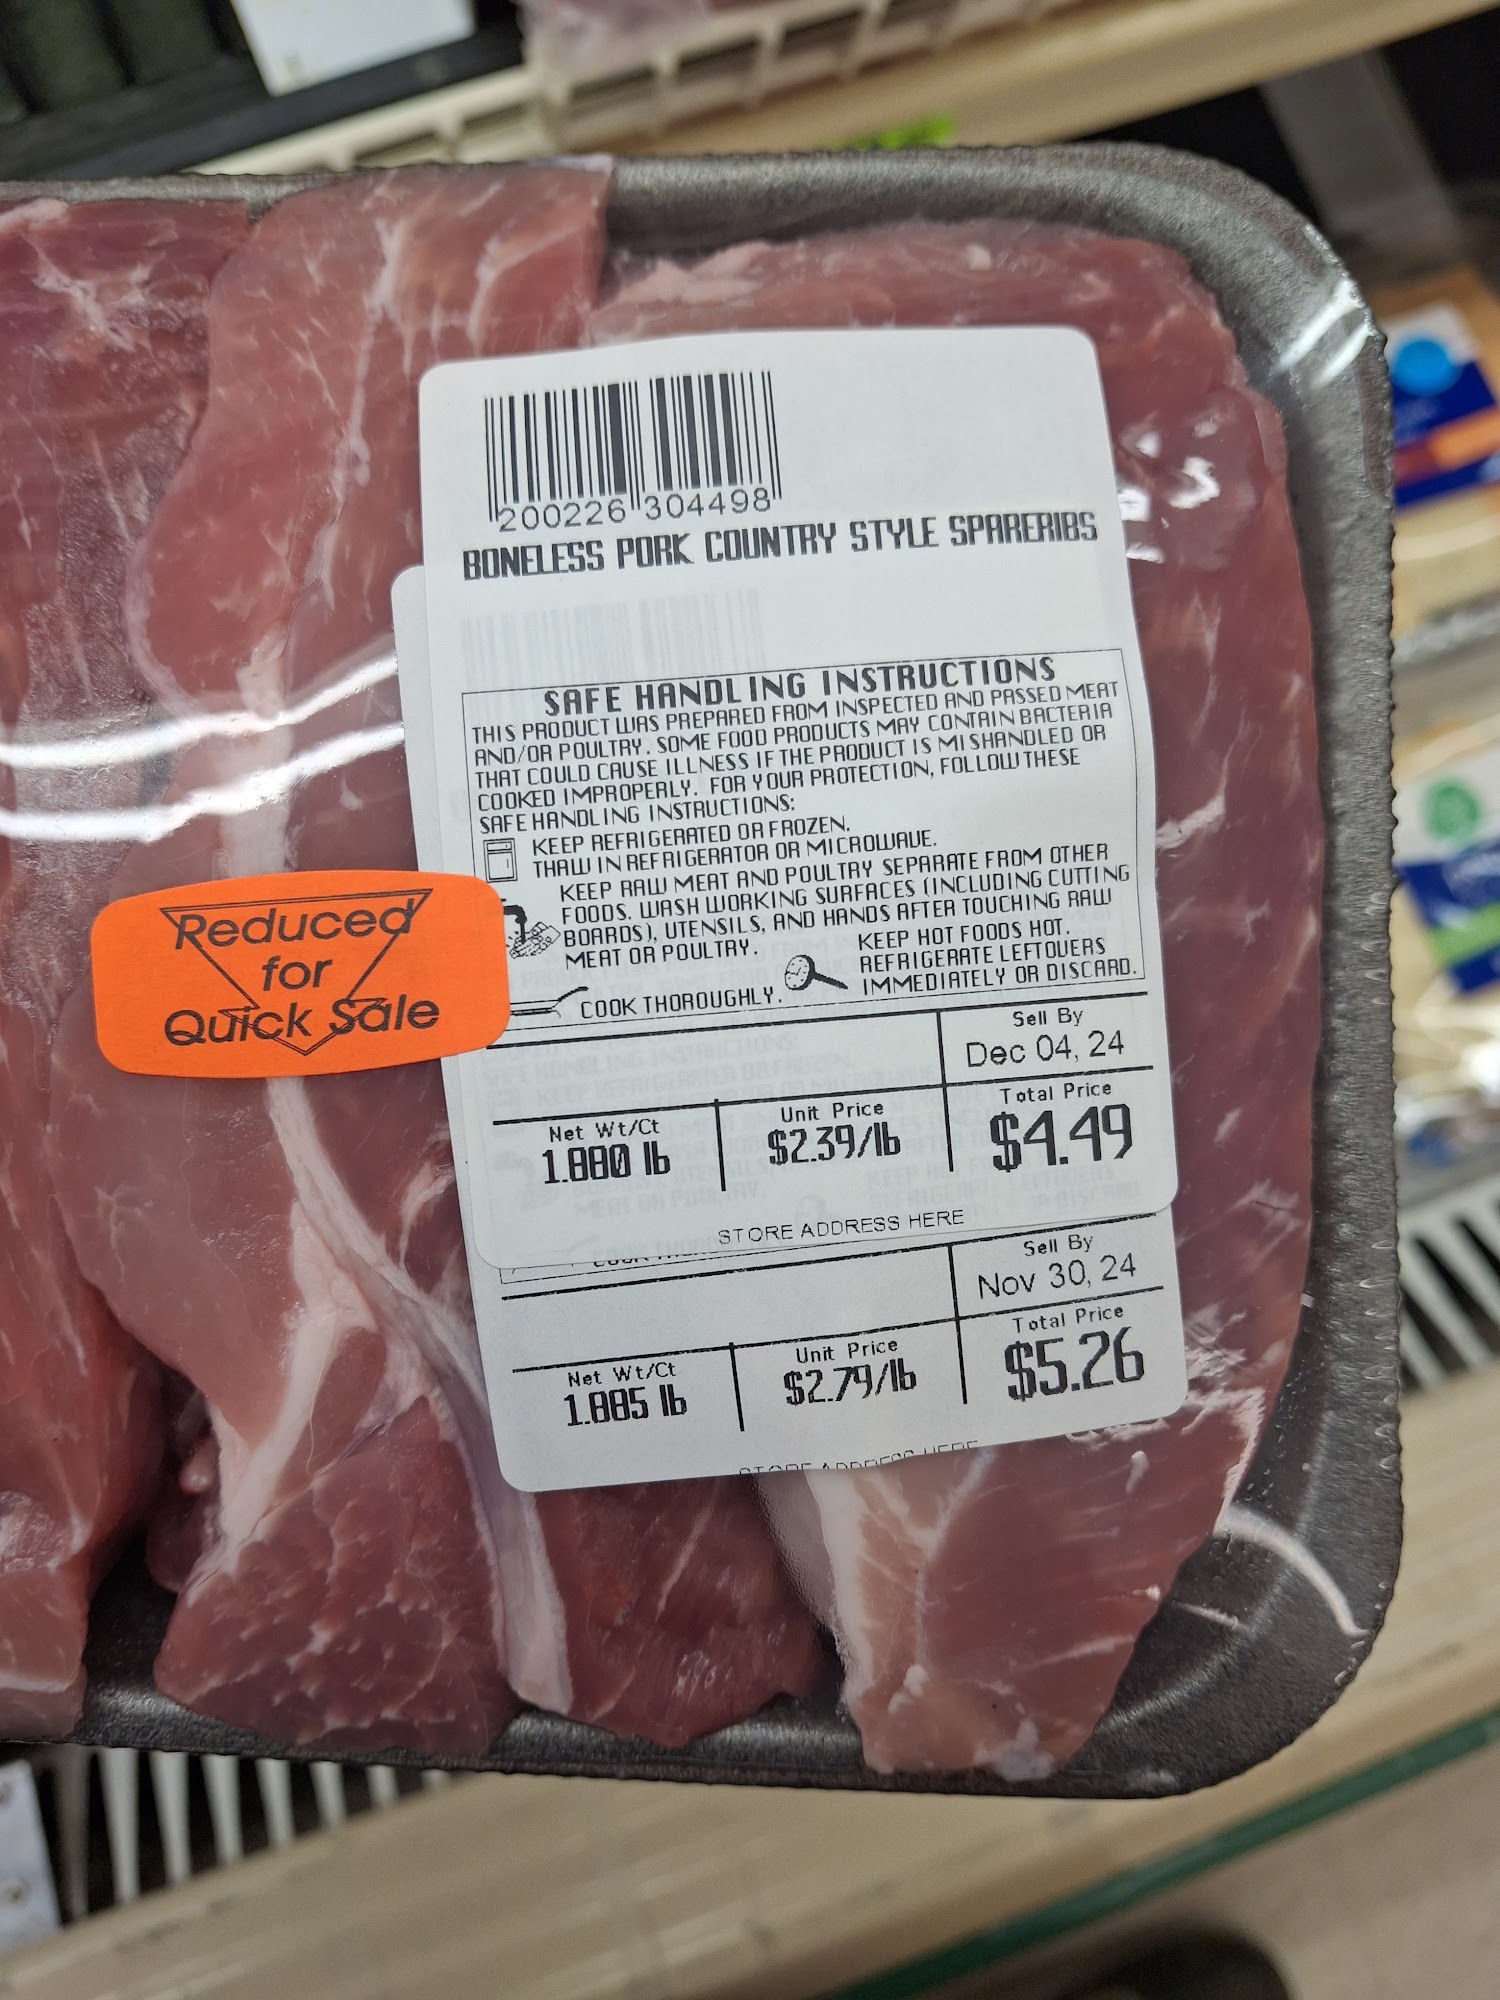 200226 304498
BONELESS PORK COUNTRY STYLE SPARERIBS
SAFE HANDLING INSTRUCTIONS
THIS PRODUCT WAS PREPARED FROM INSPECTED AND PASSED MEAT
AND/OR POULTRY. SOME FOOD PRODUCTS MAY CONTAIN BACTERIA
THAT COULD CAUSE ILLNESS IF THE PRODUCT IS MISHANDLED OR
COOKED IMPROPERLY. FOR YOUR PROTECTION, FOLLOW THESE
SAFE HANDLING INSTRUCTIONS:
KEEP REFRIGERATED OR FROZEN.
THAW IN REFRIGERATOR OR MICROWAVE.
KEEP RAW MEAT AND POULTRY SEPARATE FROM OTHER
FOODS. WASH WORKING SURFACES (INCLUDING CUTTING
BOARDS), UTENSILS, AND HANDS AFTER TOUCHING RAW
MEAT OR POULTRY.
KEEP HOT FOODS HOT.
REFRIGERATE LEFTOVERS
IMMEDIATELY OR DISCARD.
COOK THOROUGHLY.
Reduced
for
Quick Sale
Sell By
Dec 04, 24
Net Wt/Ct
1.880 lb
Unit Price
$2.39/lb
Total Price
$4.49
STORE ADDRESS HERE
Sell By
Nov 30, 24
Net Wt/Ct
1.885 lb
Unit Price
$2.79/lb
Total Price
$5.26
STORE ADDRESS HERE